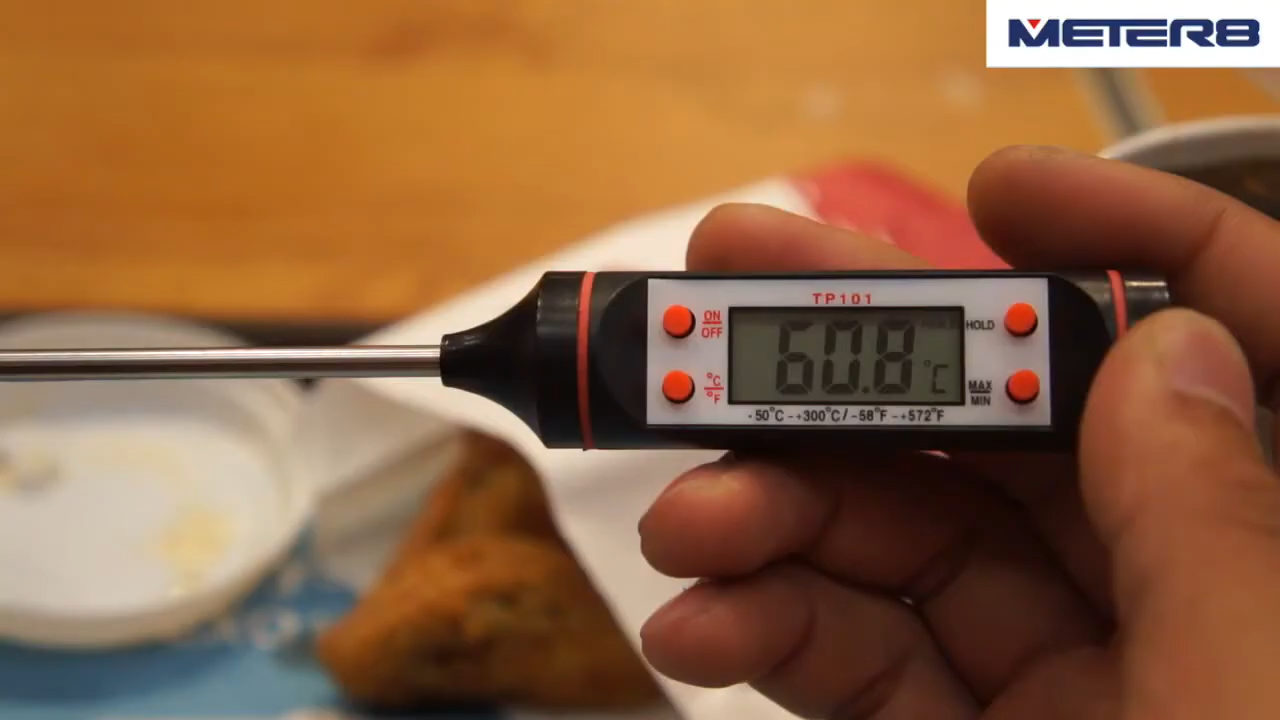 METER8
TP101
ON
OFF
HOLD
60.8 °C
°C
°F
MAX
MIN
-50°C-+300°C/-58°F-+572°F